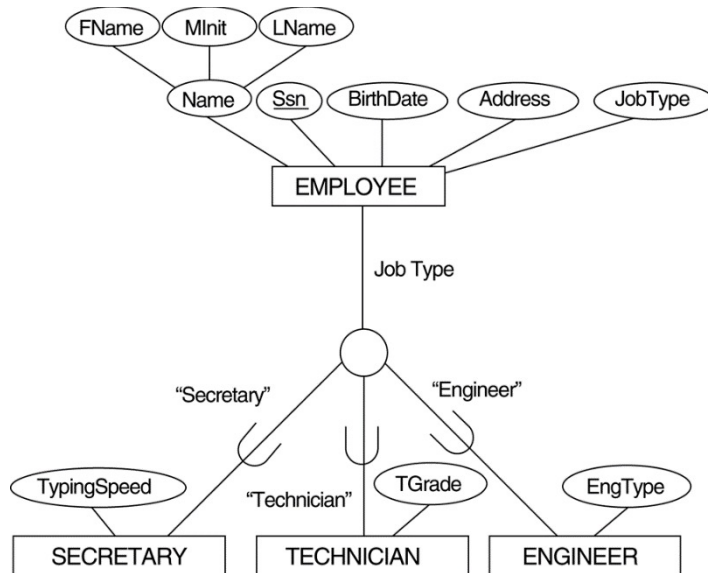 FName MInit LName
Name Ssn BirthDate Address JobType
EMPLOYEE
Job Type
“Secretary” “Engineer”
TypingSpeed “Technician” TGrade EngType
SECRETARY TECHNICIAN ENGINEER